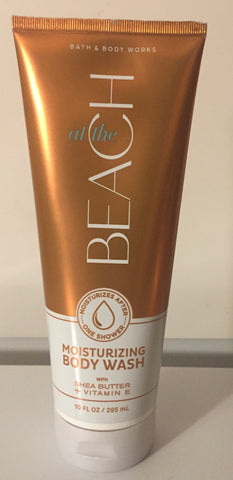 BATH & BODY WORKS
at the
BEACH
MOISTURIZES AFTER
ONE SHOWER
MOISTURIZING
BODY WASH
WITH
SHEA BUTTER
+ VITAMIN E
10 FL OZ / 295 mL